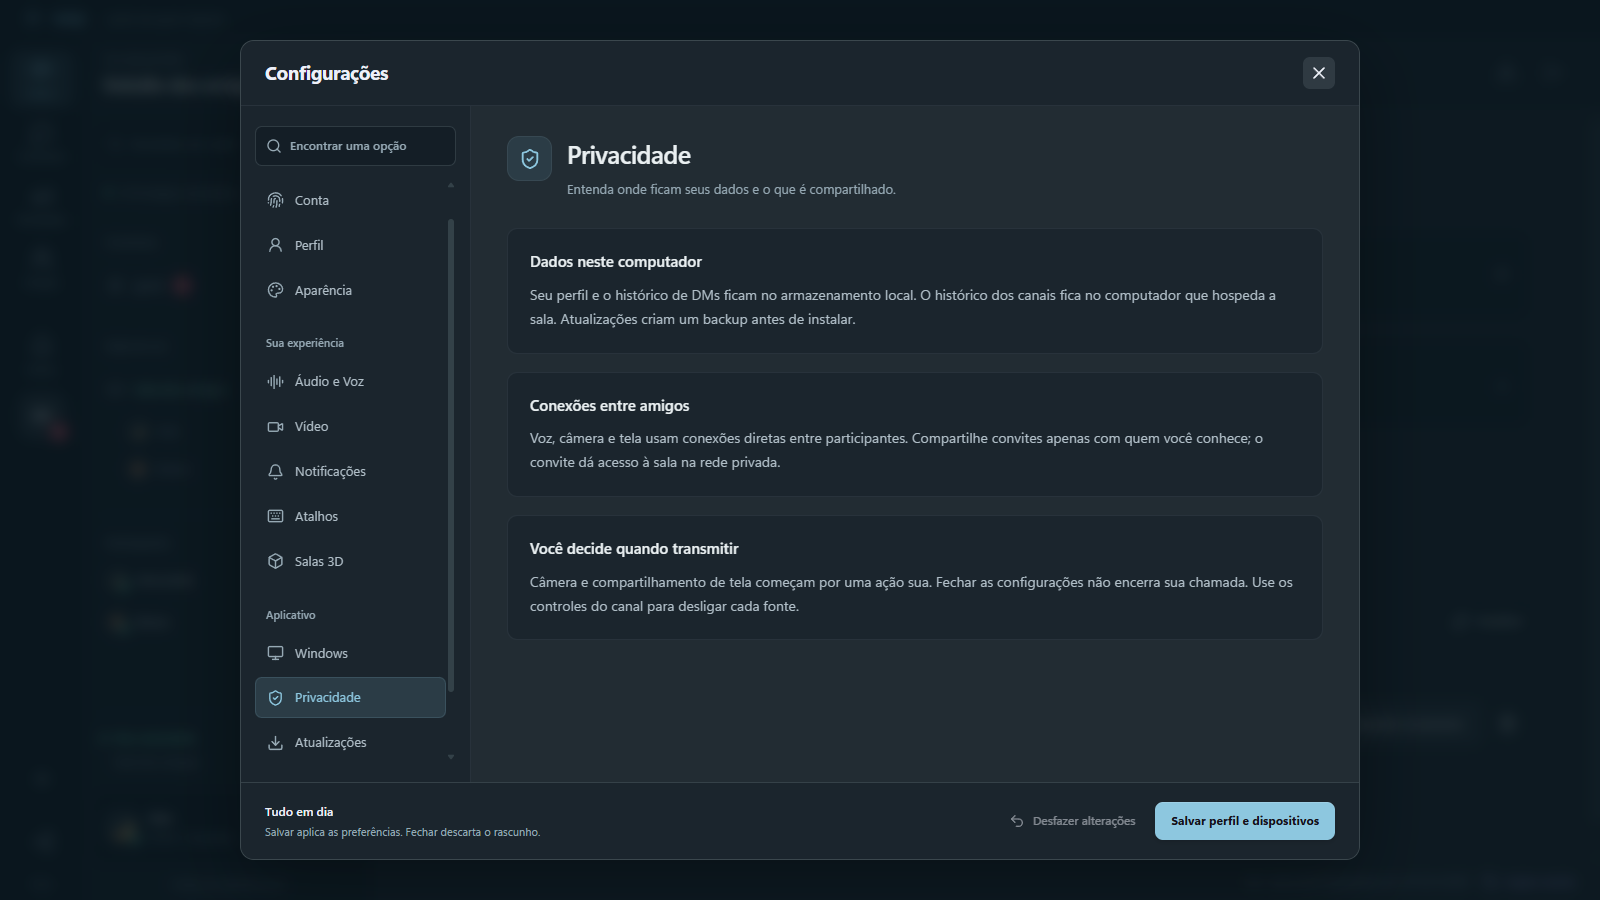 Configurações
Encontrar uma opção
Conta
Perfil
Aparência
Sua experiência
Áudio e Voz
Vídeo
Notificações
Atalhos
Salas 3D
Aplicativo
Windows
Privacidade
Atualizações
Privacidade
Entenda onde ficam seus dados e o que é compartilhado.
Dados neste computador
Seu perfil e o histórico de DMs ficam no armazenamento local. O histórico dos canais fica no computador que hospeda a
sala. Atualizações criam um backup antes de instalar.
Conexões entre amigos
Voz, câmera e tela usam conexões diretas entre participantes. Compartilhe convites apenas com quem você conhece; o
convite dá acesso à sala na rede privada.
Você decide quando transmitir
Câmera e compartilhamento de tela começam por uma ação sua. Fechar as configurações não encerra sua chamada. Use os
controles do canal para desligar cada fonte.
Tudo em dia
Salvar aplica as preferências. Fechar descarta o rascunho.
Desfazer alterações
Salvar perfil e dispositivos